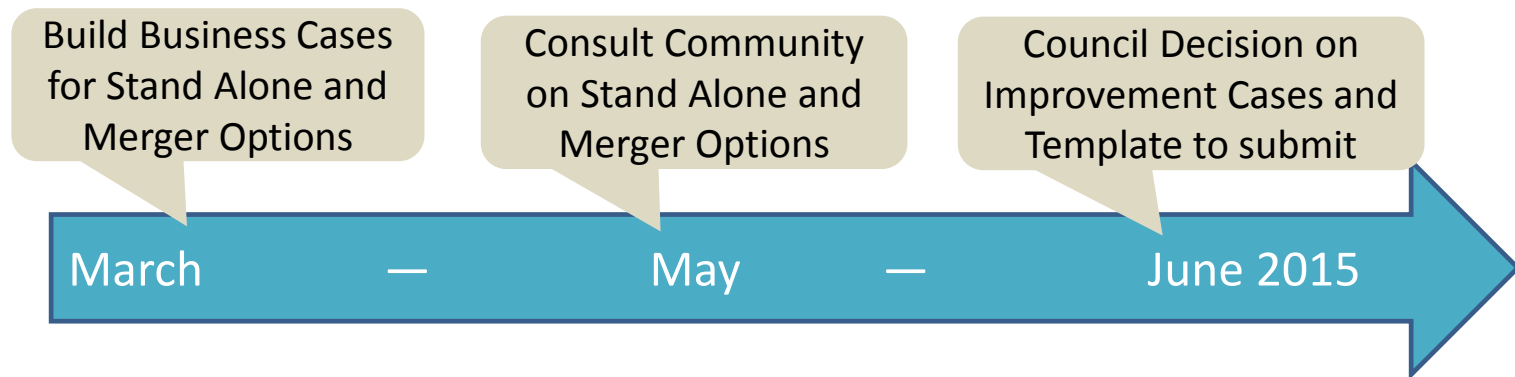 Build Business Cases
for Stand Alone and
Merger Options
Consult Community
on Stand Alone and
Merger Options
Council Decision on
Improvement Cases and
Template to submit
March — May — June 2015